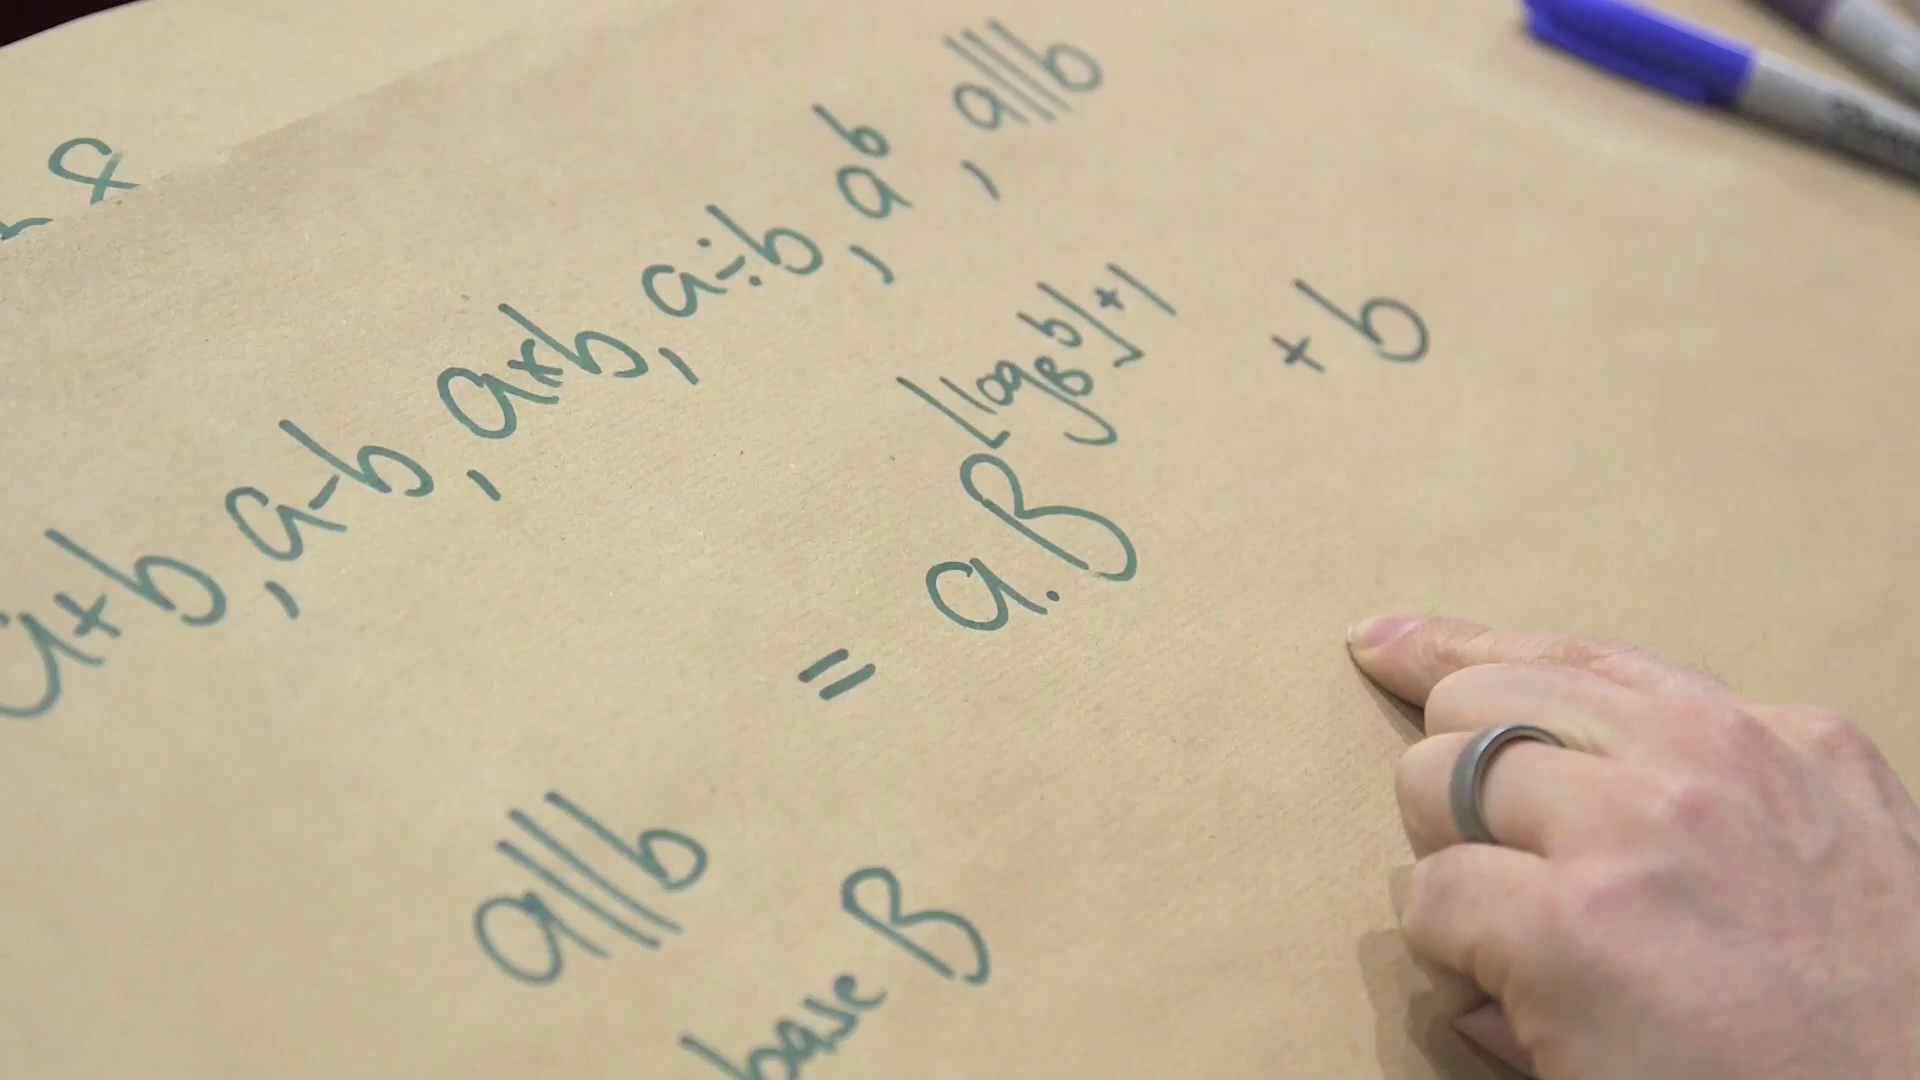 a+b, a-b, a×b, a÷b, a^b, a|||b
a|||b = a.B^(⌊log_B b⌋+1) + b
base B